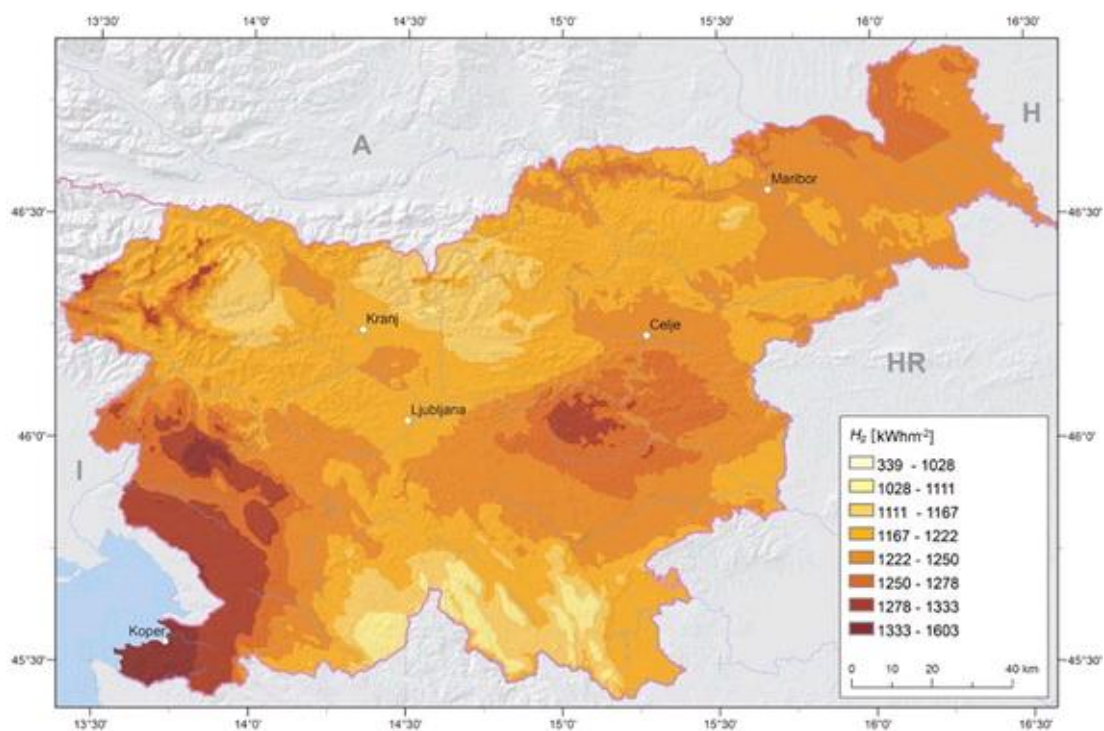 13°30' 14°0' 14°30' 15°0' 15°30' 16°0' 16°30'
A
H
Maribor
46°30' 46°30'
Kranj
Celje
HR
Ljubljana
46°0' 46°0'
I
Koper
45°30' 45°30'
H₂ [kWhm⁻²]
339 - 1028
1028 - 1111
1111 - 1167
1167 - 1222
1222 - 1250
1250 - 1278
1278 - 1333
1333 - 1603
0 10 20 40 km
13°30' 14°0' 14°30' 15°0' 15°30' 16°0' 16°30'